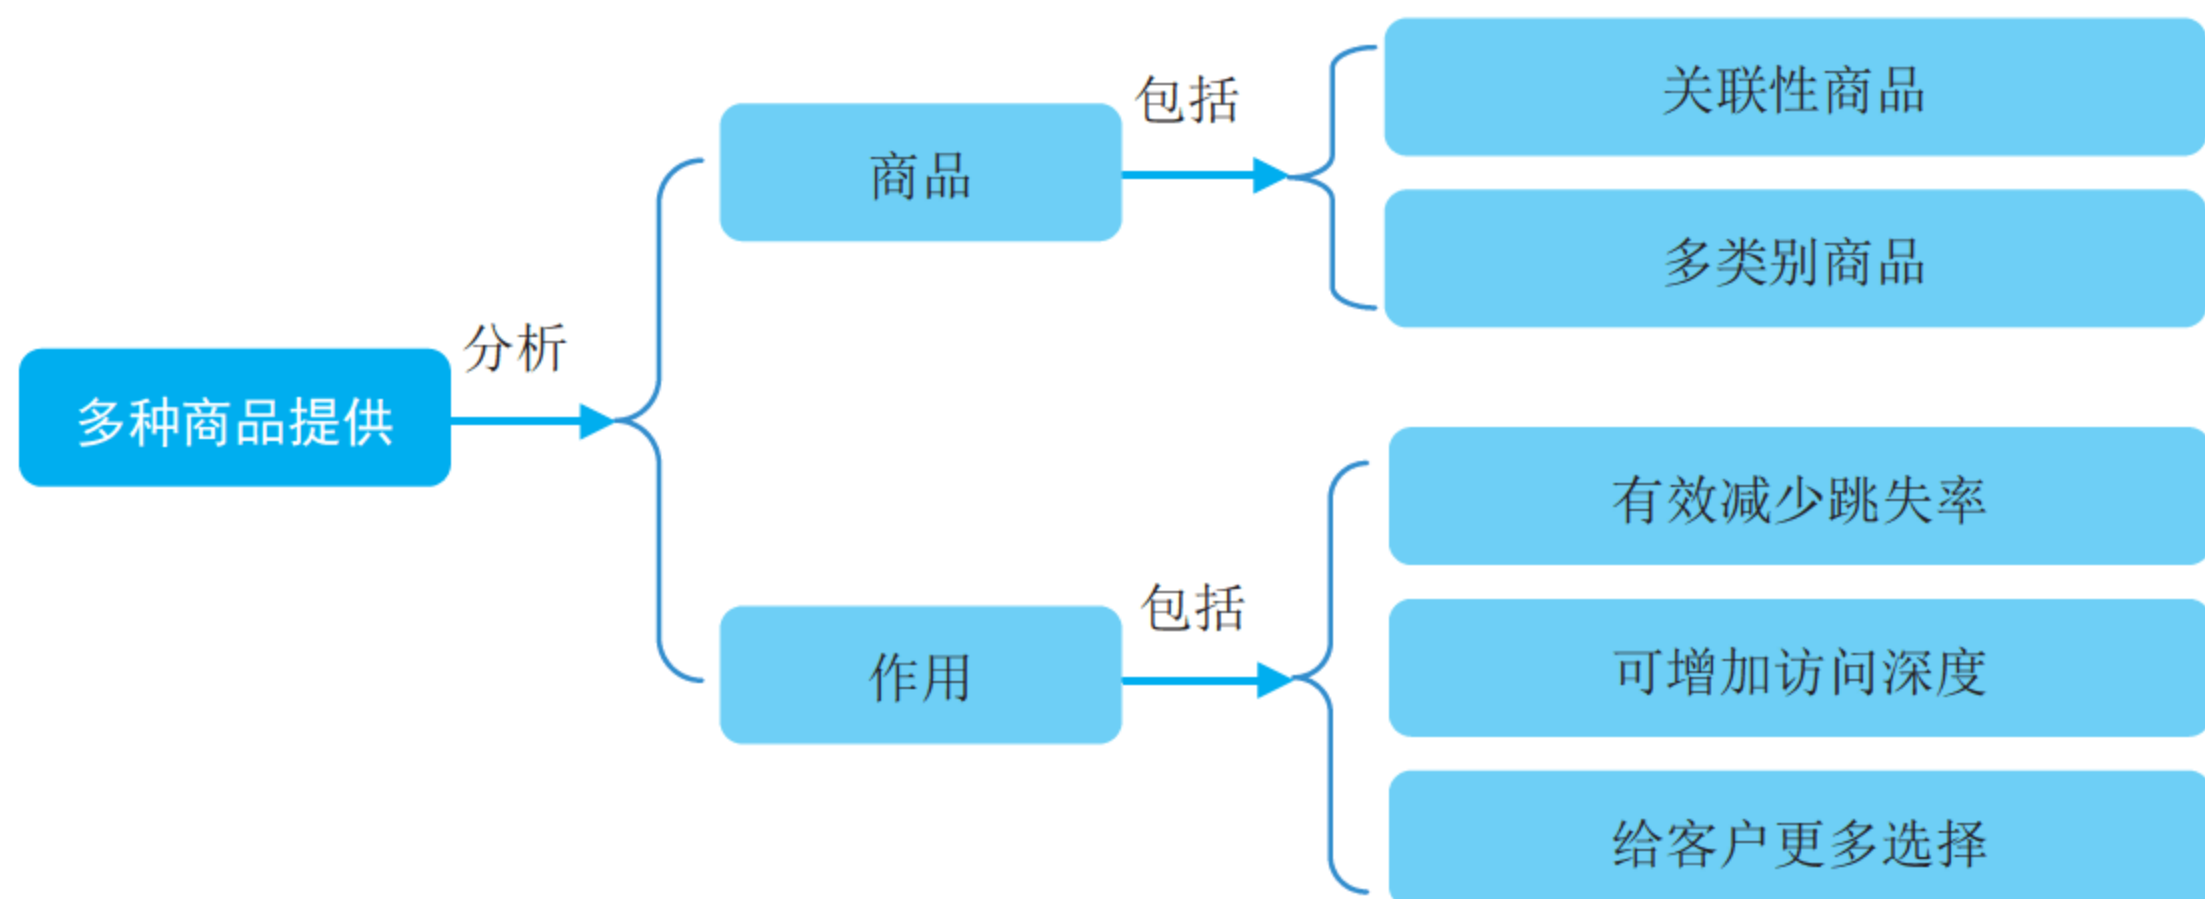 多种商品提供
分析
商品
包括
关联性商品
多类别商品
作用
包括
有效减少跳失率
可增加访问深度
给客户更多选择